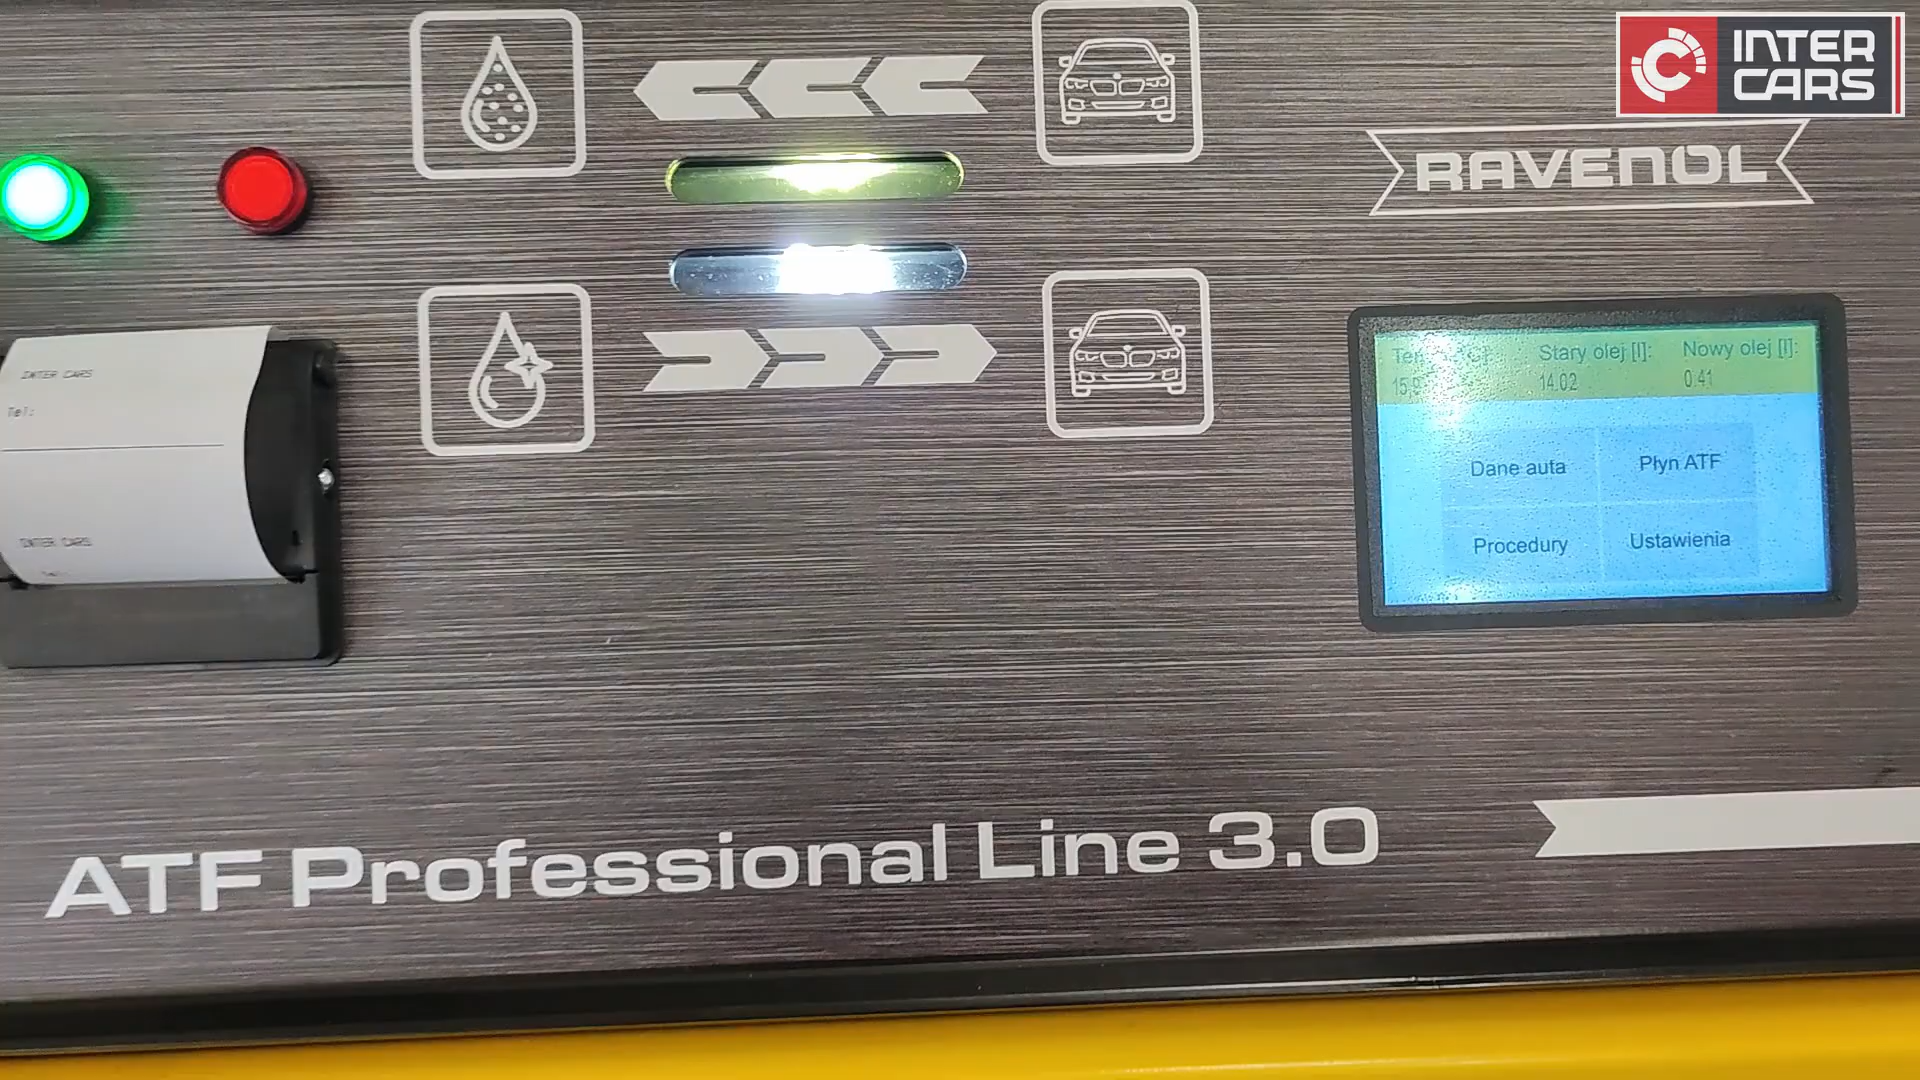 INTER
CARS
RAVENOL
INTER CARS
Tel:
INTER CARS
Stary olej [l]: Nowy olej [l]:
14,02 0.41
Dane auta Płyn ATF
Procedury Ustawienia
ATF Professional Line 3.0